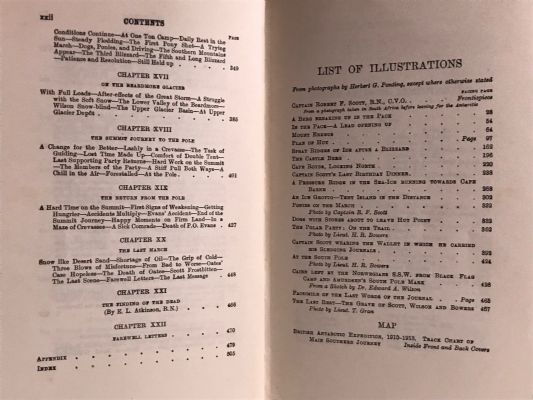 xxii
CONTENTS
PAGE
Conditions Continue—At One Ton Camp—Daily Rest in the
Sun—Steady Plodding—The First Pony Shot—A Trying
March—Dogs, Ponies, and Driving—The Southern Mountains
Appear—The Third Blizzard—The Fifth and Long Blizzard
—Patience and Resolution—Still Held up . . 349
CHAPTER XVII
ON THE BEARDMORE GLACIER
With Full Loads—After-effects of the Great Storm—A Struggle
with the Soft Snow—The Lower Valley of the Beardmore—
Wilson Snow-blind—The Upper Glacier Basin—At Upper
Glacier Depôt . . . . . 385
CHAPTER XVIII
THE SUMMIT JOURNEY TO THE POLE
A Change for the Better—Lashly in a Crevasse—The Task of
Guiding—Lost Time Made Up—Comfort of Double Tent—
Last Supporting Party Returns—Hard Work on the Summit
—The Members of the Party—A Stiff Pull Both Ways—A
Chill in the Air—Forestalled—At the Pole . . . 401
CHAPTER XIX
THE RETURN FROM THE POLE
A Hard Time on the Summit—First Signs of Weakening—Getting
Hungrier—Accidents Multiply—Evans' Accident—End of the
Summit Journey—Happy Moments on Firm Land—In a
Maze of Crevasses—A Sick Comrade—Death of P.O. Evans . 427
CHAPTER XX
THE LAST MARCH
Snow like Desert Sand—Shortage of Oil—The Grip of Cold—
Three Blows of Misfortune—From Bad to Worse—Oates'
Case Hopeless—The Death of Oates—Scott Frostbitten—
The Last Scene—Farewell Letters—The Last Message . 448
CHAPTER XXI
THE FINDING OF THE DEAD
(By E. L. Atkinson, R.N.) . . . 466
CHAPTER XXII
FAREWELL LETTERS . . . 470
APPENDIX . . . . . 479
INDEX . . . . . 505
LIST OF ILLUSTRATIONS
From photographs by Herbert G. Ponting, except where otherwise stated
FACING PAGE
CAPTAIN ROBERT F. SCOTT, R.N., C.V.O. . . Frontispiece
From a photograph taken in South Africa before leaving for the Antarctic
A BERG BREAKING UP IN THE PACK . . . 28
IN THE PACK—A LEAD OPENING UP . . . 54
MOUNT EREBUS . . . 64
PLAN OF HUT . . . Page 97
SPRAY RIDGES OF ICE AFTER A BLIZZARD . . . 162
THE CASTLE BERG . . . 196
CAPE ROYDS, LOOKING NORTH . . . 230
CAPTAIN SCOTT'S LAST BIRTHDAY DINNER . . . 238
A PRESSURE RIDGE IN THE SEA-ICE RUNNING TOWARDS CAPE
BARNE . . .
AN ICE GROTTO—TENT ISLAND IN THE DISTANCE
PONIES ON THE MARCH
Photo by Captain R. F. Scott
DOGS WITH STORES ABOUT TO LEAVE HUT POINT
THE POLAR PARTY: ON THE TRAIL
Photo by Lieut. H. R. Bowers
CAPTAIN SCOTT WEARING THE WALLET IN WHICH HE CARRIED
HIS SLEDGING JOURNALS
AT THE SOUTH POLE . . . 424
Photo by Lieut. H. R. Bowers
CAIRN LEFT BY THE NORWEGIANS S.S.W. FROM BLACK FLAG
CAMP AND AMUNDSEN'S SOUTH POLE MARK
From a Sketch by Dr. Edward A. Wilson
FACSIMILE OF THE LAST WORDS OF THE JOURNAL . Page
THE LAST REST—THE GRAVE OF SCOTT, WILSON AND BOWERS 467
Photo by Lieut. T. Gran
MAP
BRITISH ANTARCTIC EXPEDITION, 1910-1913. TRACK CHART OF
MAIN SOUTHERN JOURNEY . Inside Front and Back Covers